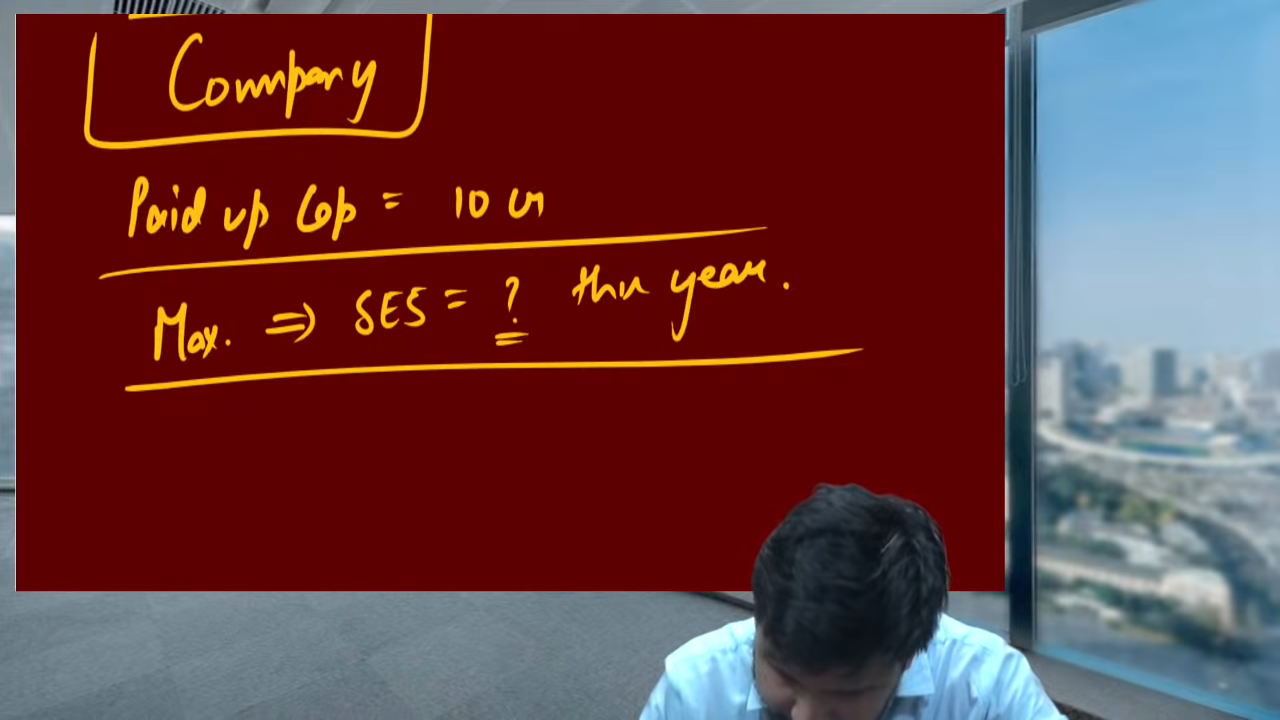 Company
Paid up Cap = 10 cr
Max. ⇒ SES = ? this year.